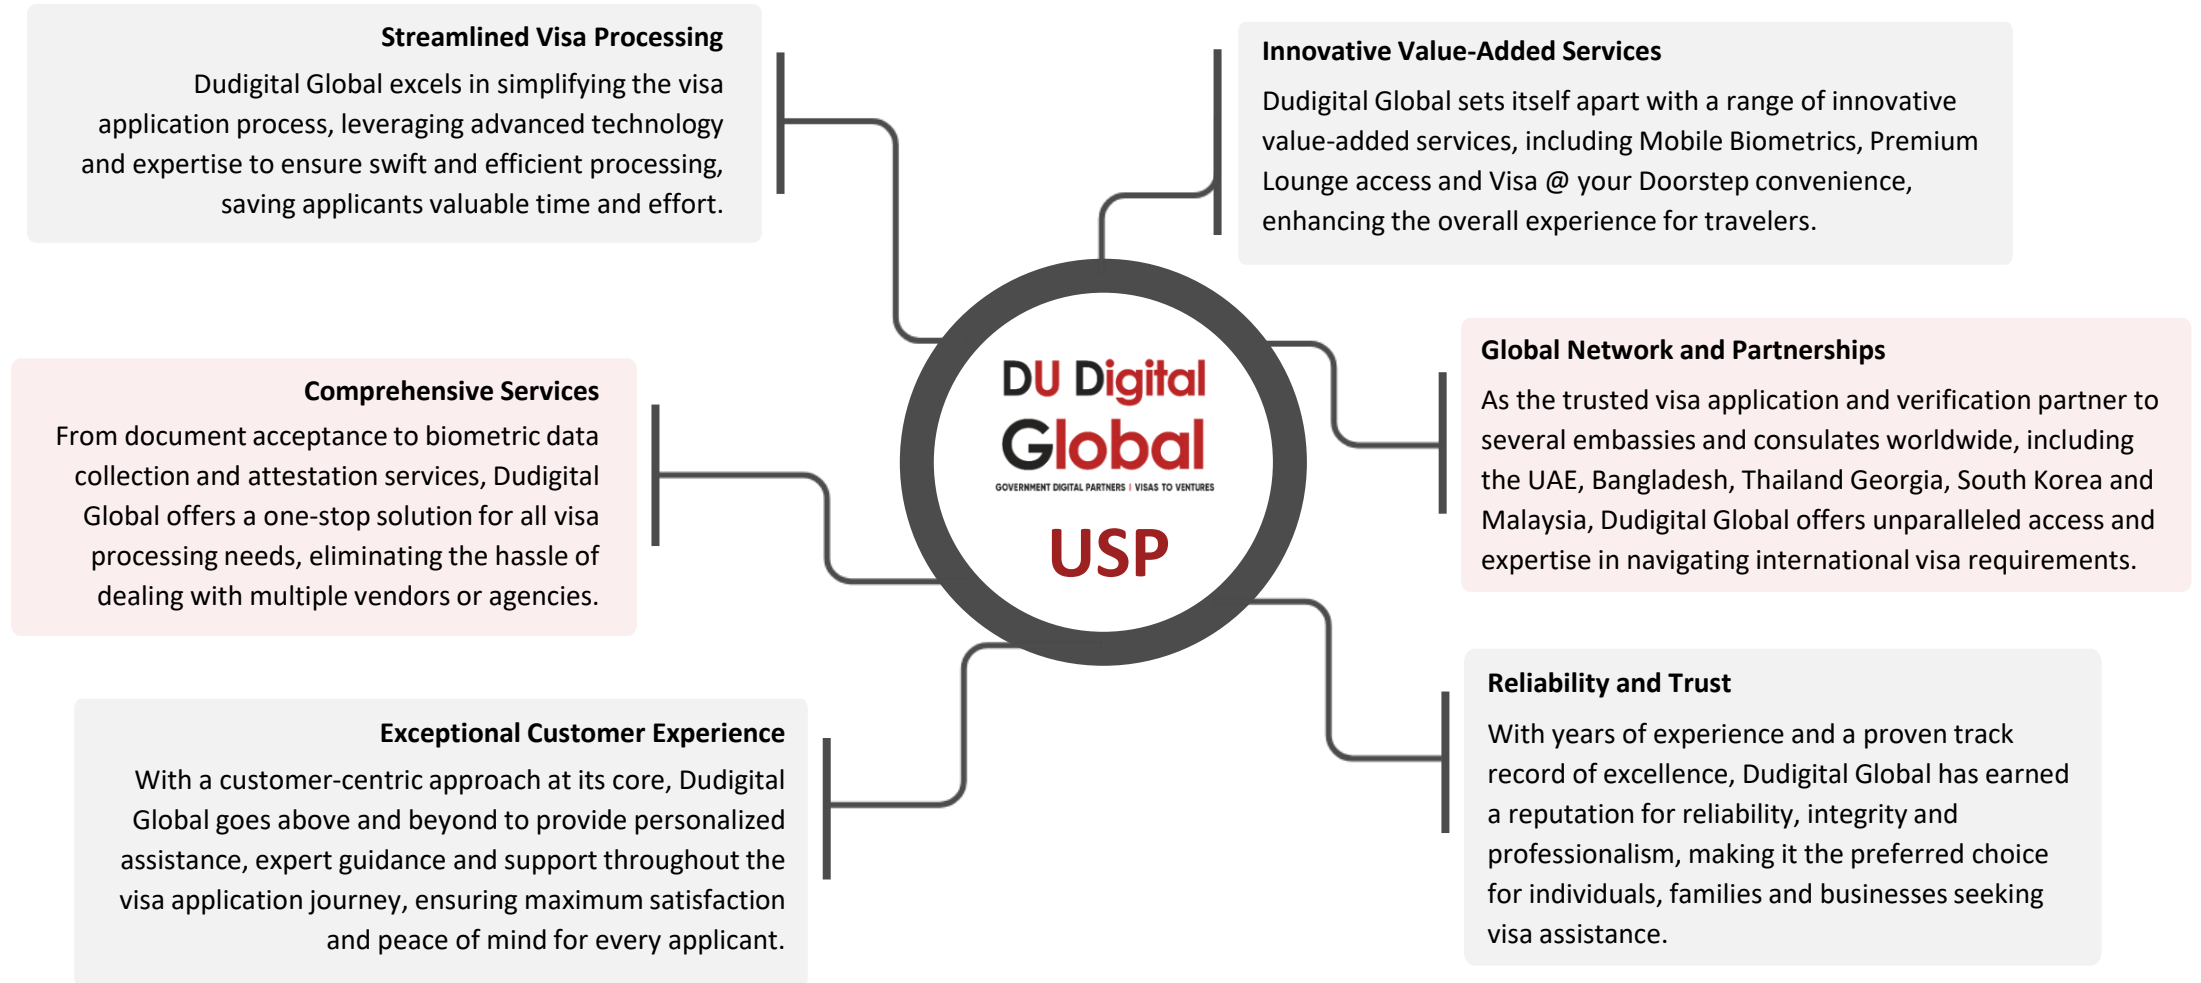 Streamlined Visa Processing
Dudigital Global excels in simplifying the visa
application process, leveraging advanced technology
and expertise to ensure swift and efficient processing,
saving applicants valuable time and effort.
Comprehensive Services
From document acceptance to biometric data
collection and attestation services, Dudigital
Global offers a one-stop solution for all visa
processing needs, eliminating the hassle of
dealing with multiple vendors or agencies.
Exceptional Customer Experience
With a customer-centric approach at its core, Dudigital
Global goes above and beyond to provide personalized
assistance, expert guidance and support throughout the
visa application journey, ensuring maximum satisfaction
and peace of mind for every applicant.
DU Digital
Global
GOVERNMENT DIGITAL PARTNERS | VISAS TO VENTURES
USP
Innovative Value-Added Services
Dudigital Global sets itself apart with a range of innovative
value-added services, including Mobile Biometrics, Premium
Lounge access and Visa @ your Doorstep convenience,
enhancing the overall experience for travelers.
Global Network and Partnerships
As the trusted visa application and verification partner to
several embassies and consulates worldwide, including
the UAE, Bangladesh, Thailand Georgia, South Korea and
Malaysia, Dudigital Global offers unparalleled access and
expertise in navigating international visa requirements.
Reliability and Trust
With years of experience and a proven track
record of excellence, Dudigital Global has earned
a reputation for reliability, integrity and
professionalism, making it the preferred choice
for individuals, families and businesses seeking
visa assistance.